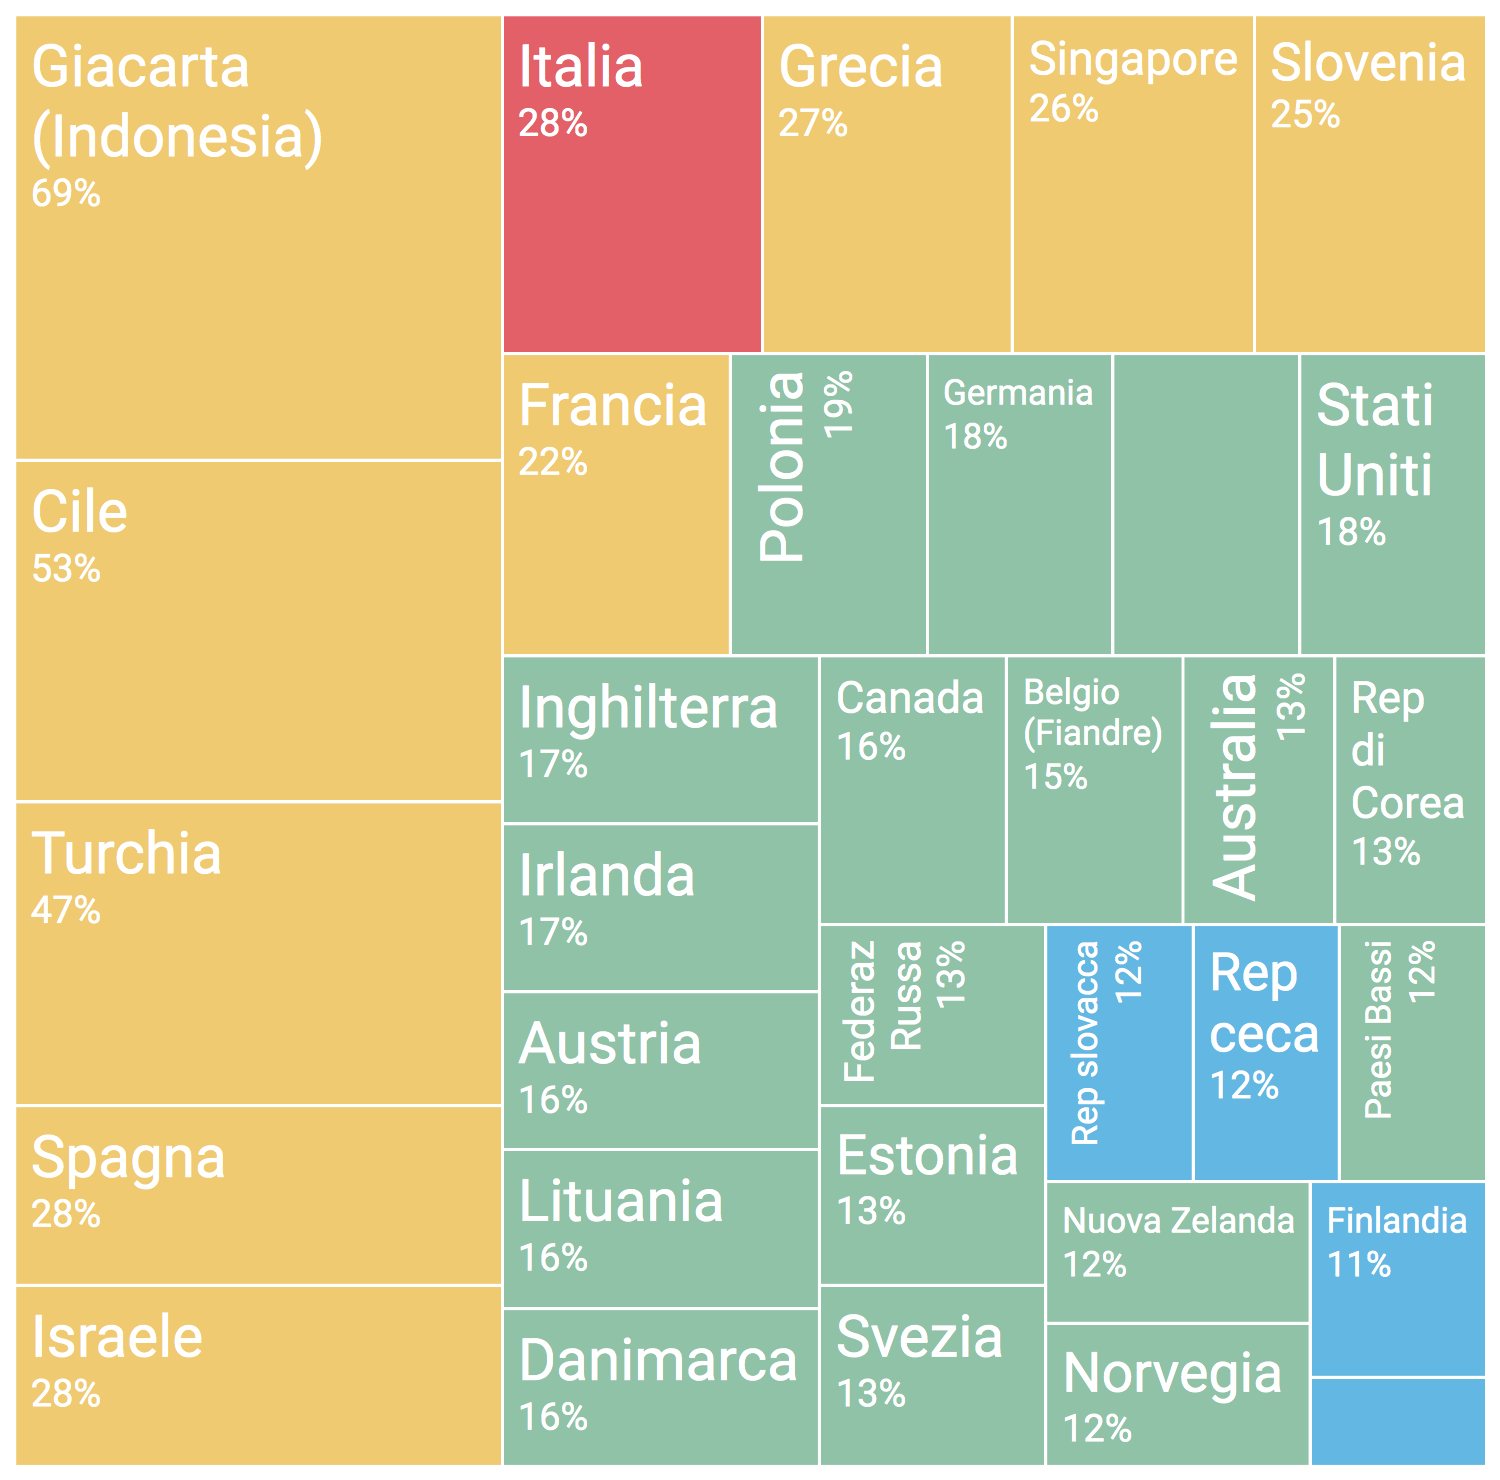 Giacarta
(Indonesia)
69%
Cile
53%
Turchia
47%
Spagna
28%
Israele
28%
Italia
28%
Grecia
27%
Singapore
26%
Slovenia
25%
Francia
22%
Polonia
19%
Germania
18%
Stati
Uniti
18%
Inghilterra
17%
Irlanda
17%
Austria
16%
Lituania
16%
Danimarca
16%
Canada
16%
Belgio
(Fiandre)
15%
Australia
13%
Rep
di
Corea
13%
Federaz
Russa
13%
Estonia
13%
Svezia
13%
Rep slovacca
12%
Rep
ceca
12%
Paesi Bassi
12%
Nuova Zelanda
12%
Norvegia
12%
Finlandia
11%